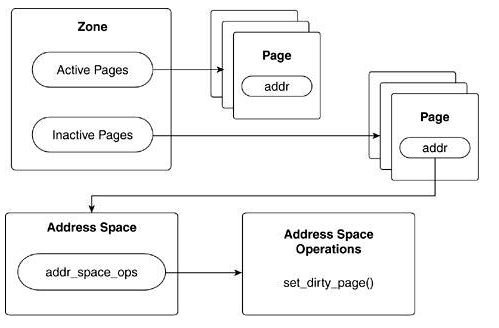 Zone
Active Pages
Page
addr
Inactive Pages
Page
addr
Address Space
addr_space_ops
Address Space
Operations
set_dirty_page()